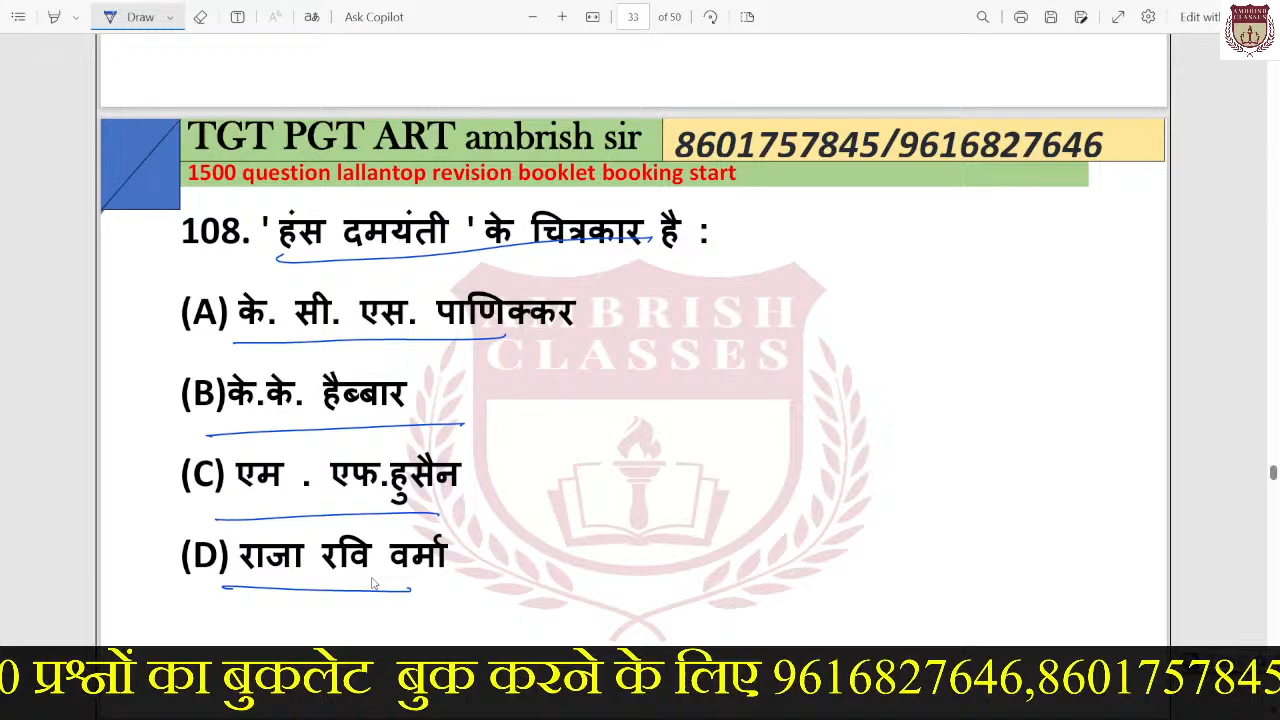 Draw
Ask Copilot
33 of 50
Edit with
AMBRISH CLASSES
TGT PGT ART ambrish sir
8601757845/9616827646
1500 question lallantop revision booklet booking start
108. ' हंस दमयंती ' के चित्रकार है :
(A) के. सी. एस. पाणिक्कर
(B)के.के. हैब्बार
(C) एम . एफ.हुसैन
(D) राजा रवि वर्मा
AMBRISH
CLASSES
0 प्रश्नों का बुकलेट बुक करने के लिए 9616827646,8601757845